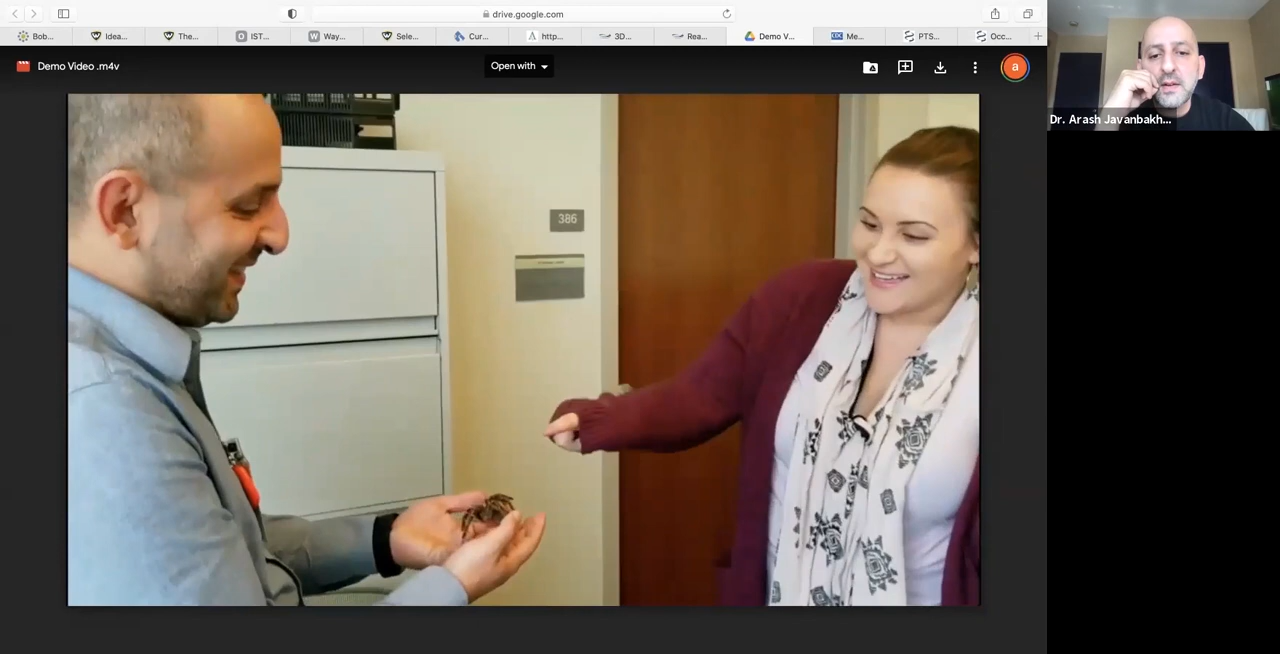 drive.google.com
Bob...
Idea...
The...
IST...
Way...
Sele...
Cur...
http...
3D...
Rea...
Demo V...
Me...
PTS...
Occ...
Demo Video .m4v
Open with
a
Dr. Arash Javanbakh...
386